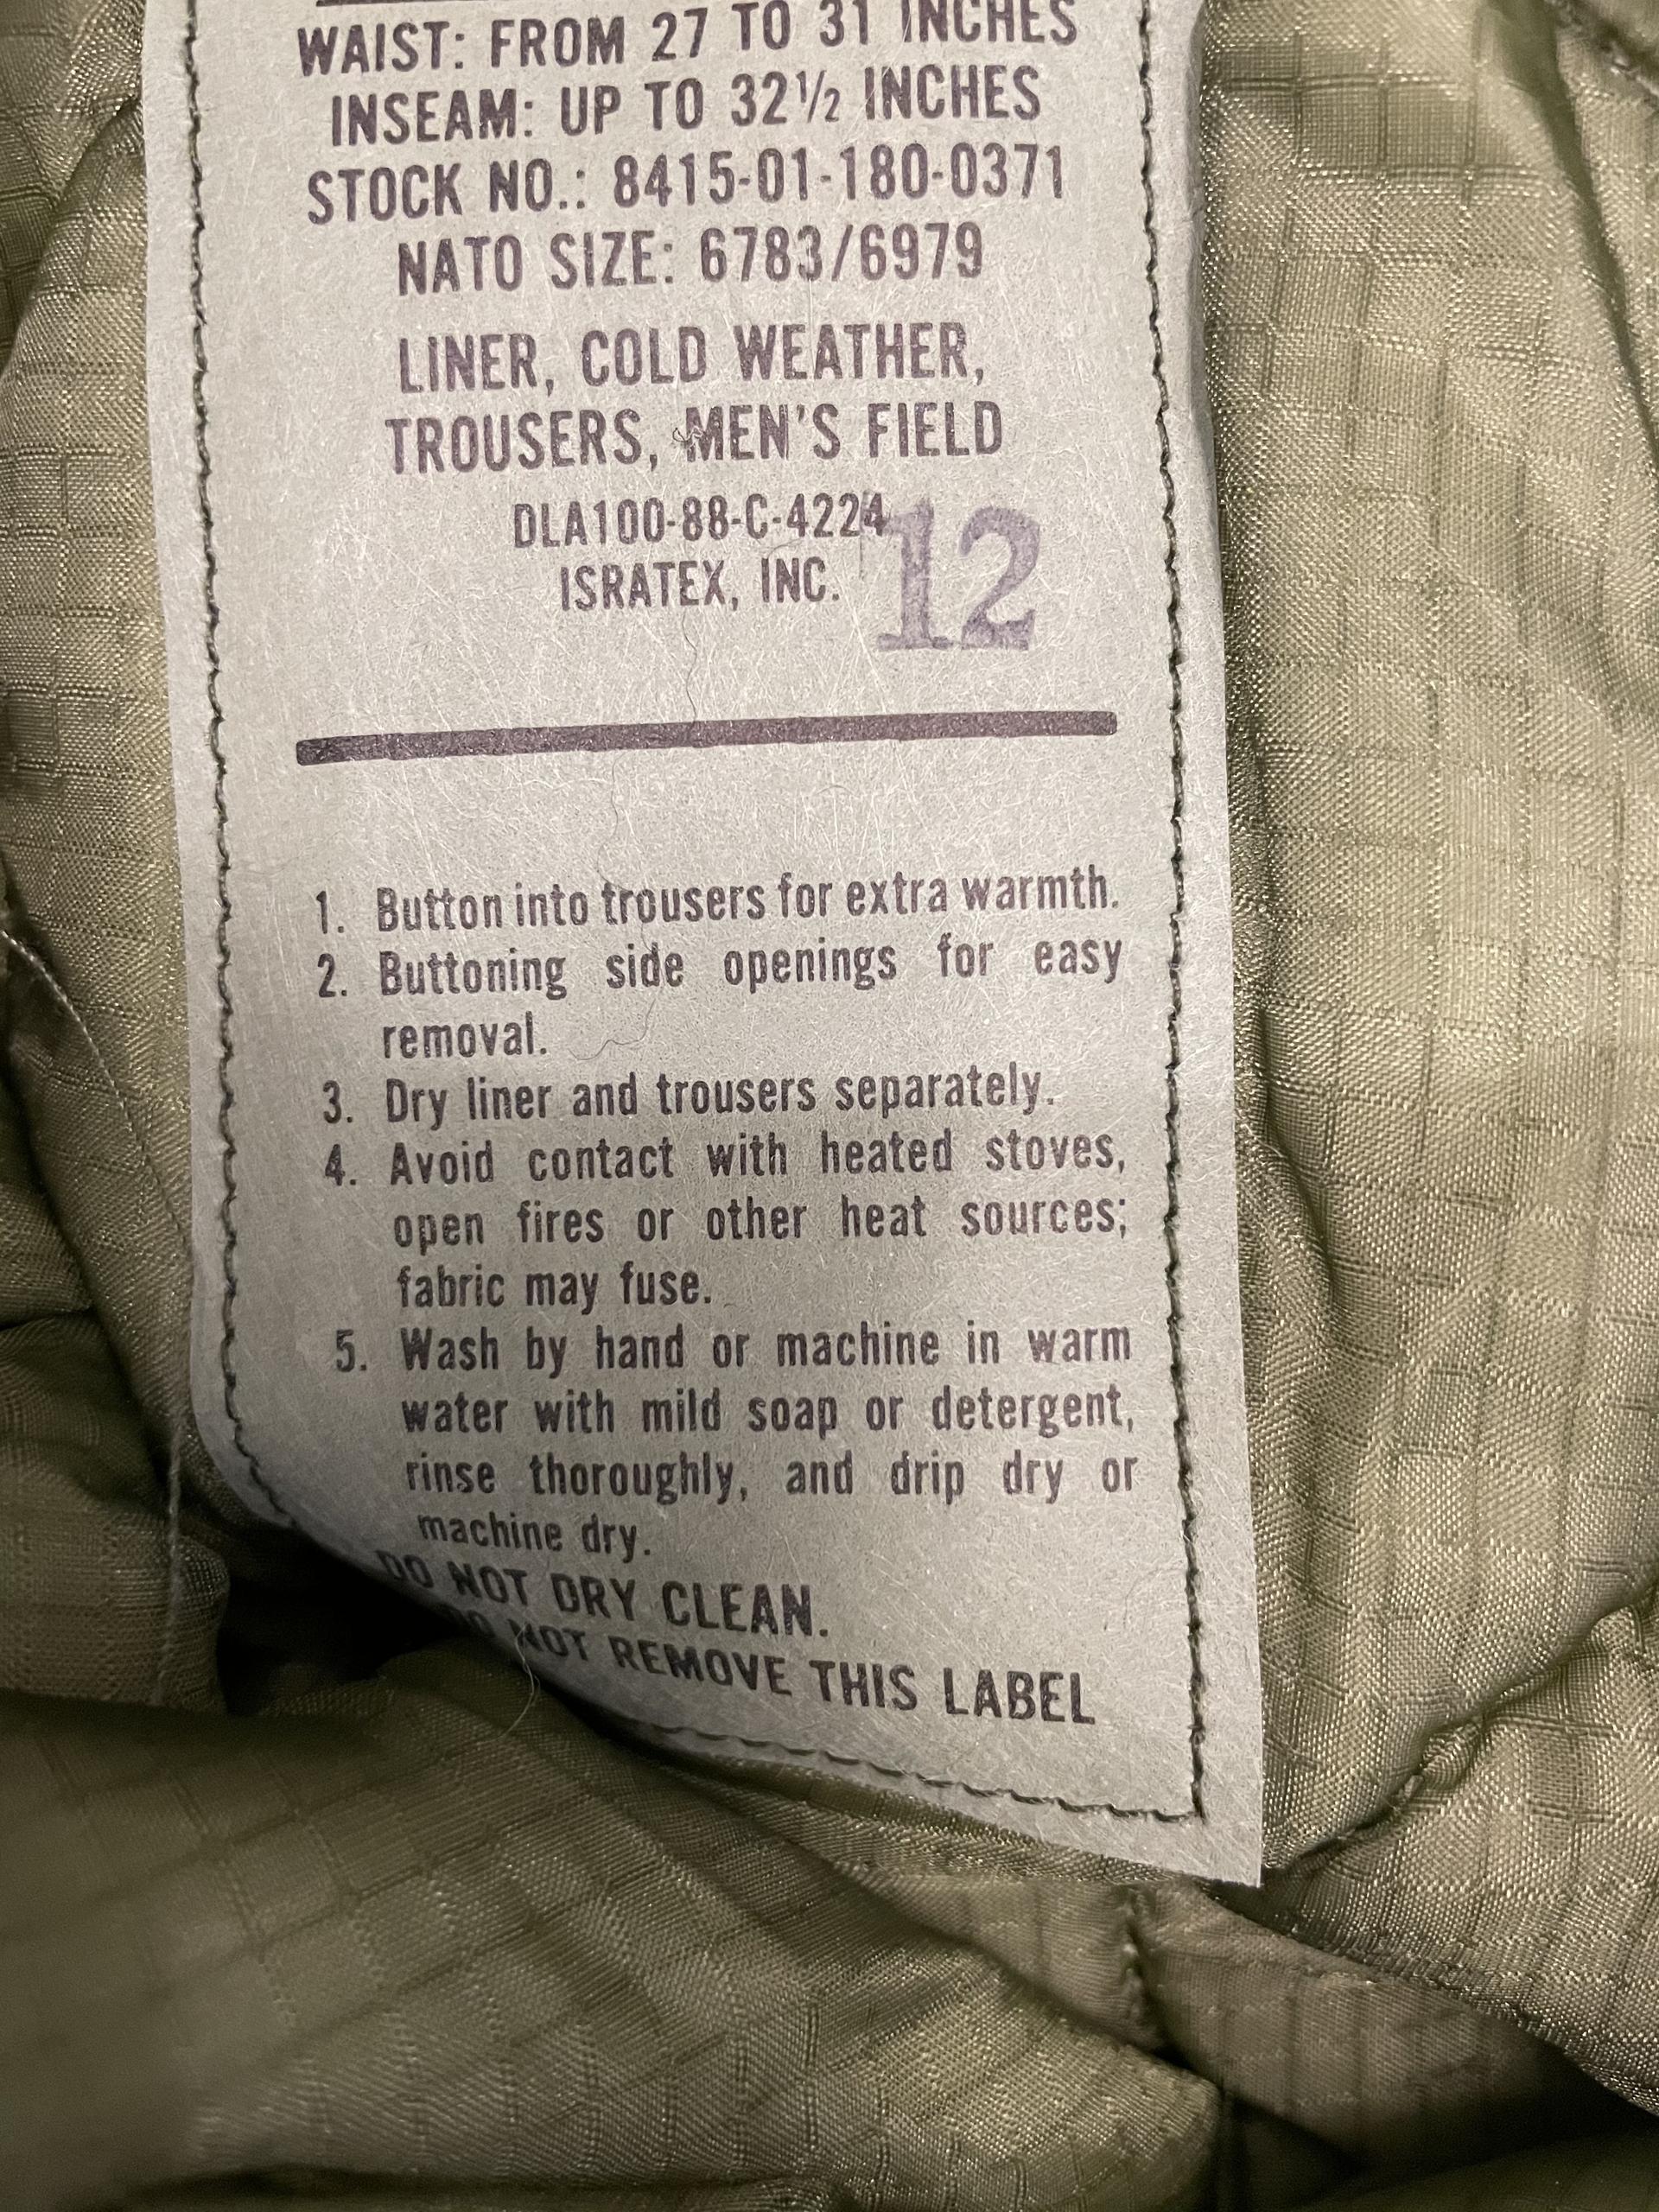 WAIST: FROM 27 TO 31 INCHES
INSEAM: UP TO 32½ INCHES
STOCK NO.: 8415-01-180-0371
NATO SIZE: 6783/6979
LINER, COLD WEATHER,
TROUSERS, MEN'S FIELD
DLA100-88-C-4224
ISRATEX, INC.
12
1. Button into trousers for extra warmth.
2. Buttoning side openings for easy
removal.
3. Dry liner and trousers separately.
4. Avoid contact with heated stoves,
open fires or other heat sources;
fabric may fuse.
5. Wash by hand or machine in warm
water with mild soap or detergent,
rinse thoroughly, and drip dry or
machine dry.
DO NOT DRY CLEAN.
DO NOT REMOVE THIS LABEL